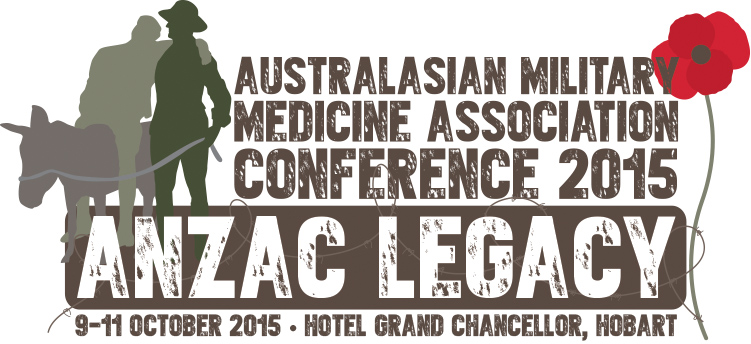 AUSTRALASIAN MILITARY
MEDICINE ASSOCIATION
CONFERENCE 2015
ANZAC LEGACY
9-11 OCTOBER 2015 • HOTEL GRAND CHANCELLOR, HOBART